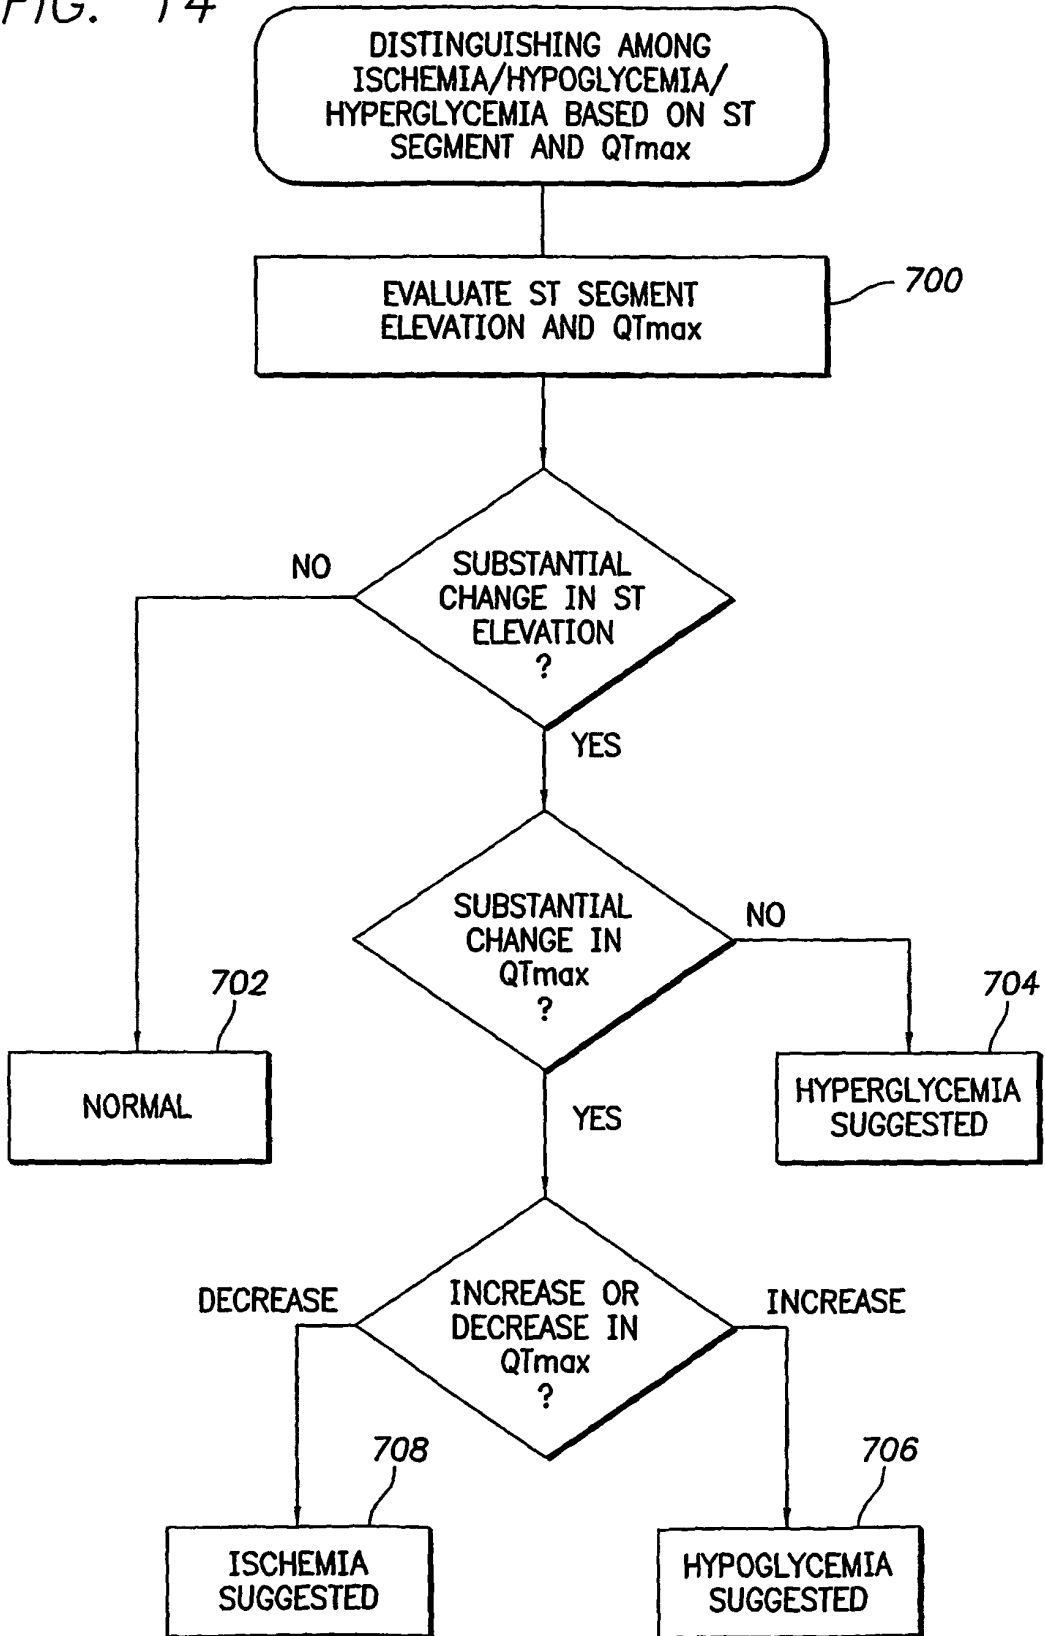 FIG. 14
DISTINGUISHING AMONG
ISCHEMIA/HYPOGLYCEMIA/
HYPERGLYCEMIA BASED ON ST
SEGMENT AND QTmax
EVALUATE ST SEGMENT
ELEVATION AND QTmax
700
NO
SUBSTANTIAL
CHANGE IN ST
ELEVATION
?
YES
SUBSTANTIAL
CHANGE IN
QTmax
?
NO
702
704
NORMAL
HYPERGLYCEMIA
SUGGESTED
YES
DECREASE
INCREASE OR
DECREASE IN
QTmax
?
INCREASE
708
706
ISCHEMIA
SUGGESTED
HYPOGLYCEMIA
SUGGESTED